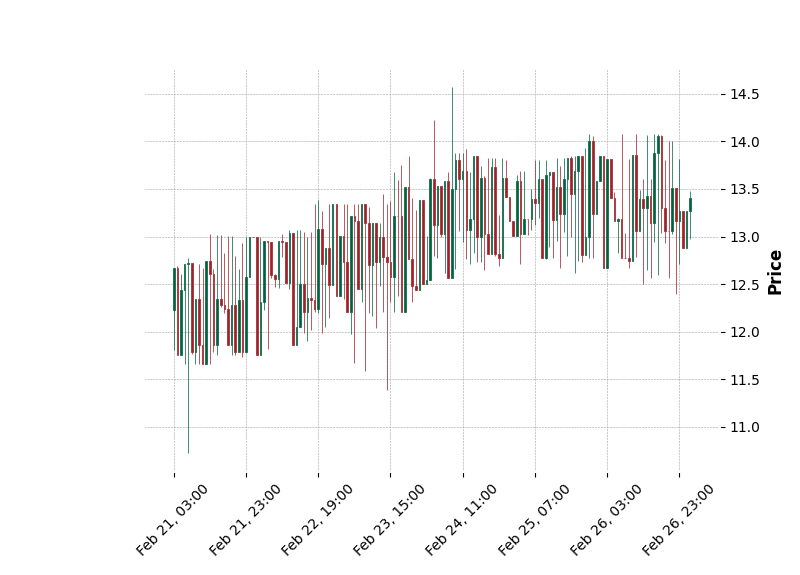 14.5
14.0
13.5
13.0
12.5
12.0
11.5
11.0
Price
Feb 21, 03:00
Feb 21, 23:00
Feb 22, 19:00
Feb 23, 15:00
Feb 24, 11:00
Feb 25, 07:00
Feb 26, 03:00
Feb 26, 23:00